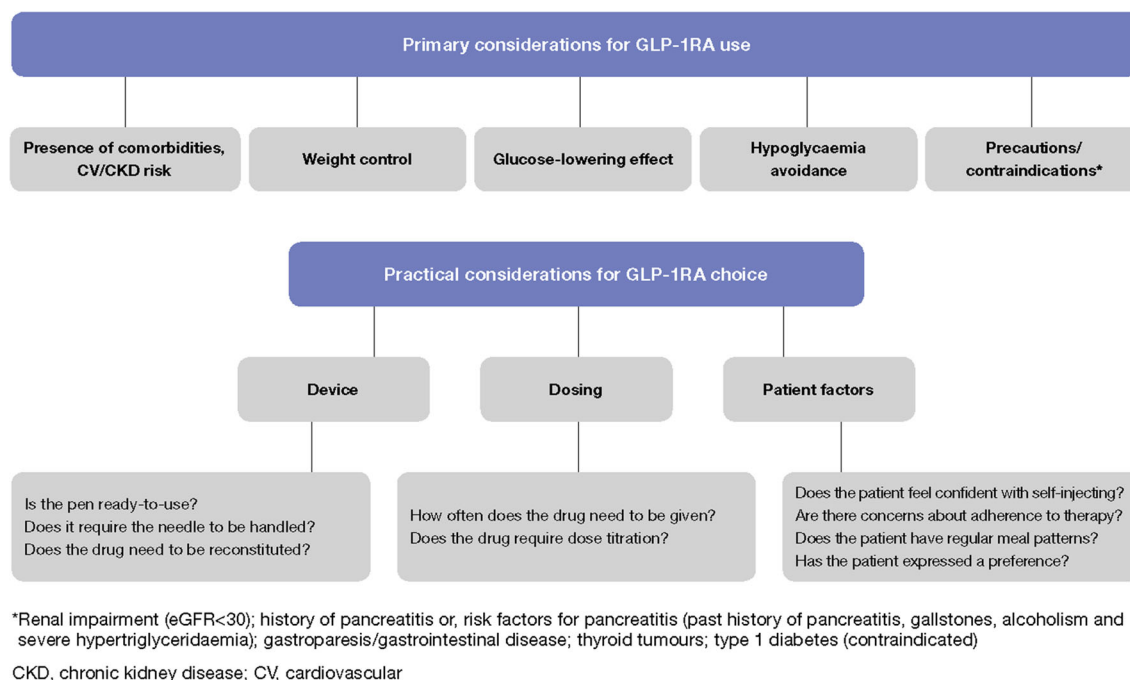 Primary considerations for GLP-1RA use
Presence of comorbidities,
CV/CKD risk
Weight control
Glucose-lowering effect
Hypoglycaemia
avoidance
Precautions/
contraindications*
Practical considerations for GLP-1RA choice
Device
Dosing
Patient factors
Is the pen ready-to-use?
Does it require the needle to be handled?
Does the drug need to be reconstituted?
How often does the drug need to be given?
Does the drug require dose titration?
Does the patient feel confident with self-injecting?
Are there concerns about adherence to therapy?
Does the patient have regular meal patterns?
Has the patient expressed a preference?
*Renal impairment (eGFR<30); history of pancreatitis or, risk factors for pancreatitis (past history of pancreatitis, gallstones, alcoholism and
severe hypertriglyceridaemia); gastroparesis/gastrointestinal disease; thyroid tumours; type 1 diabetes (contraindicated)
CKD, chronic kidney disease; CV, cardiovascular